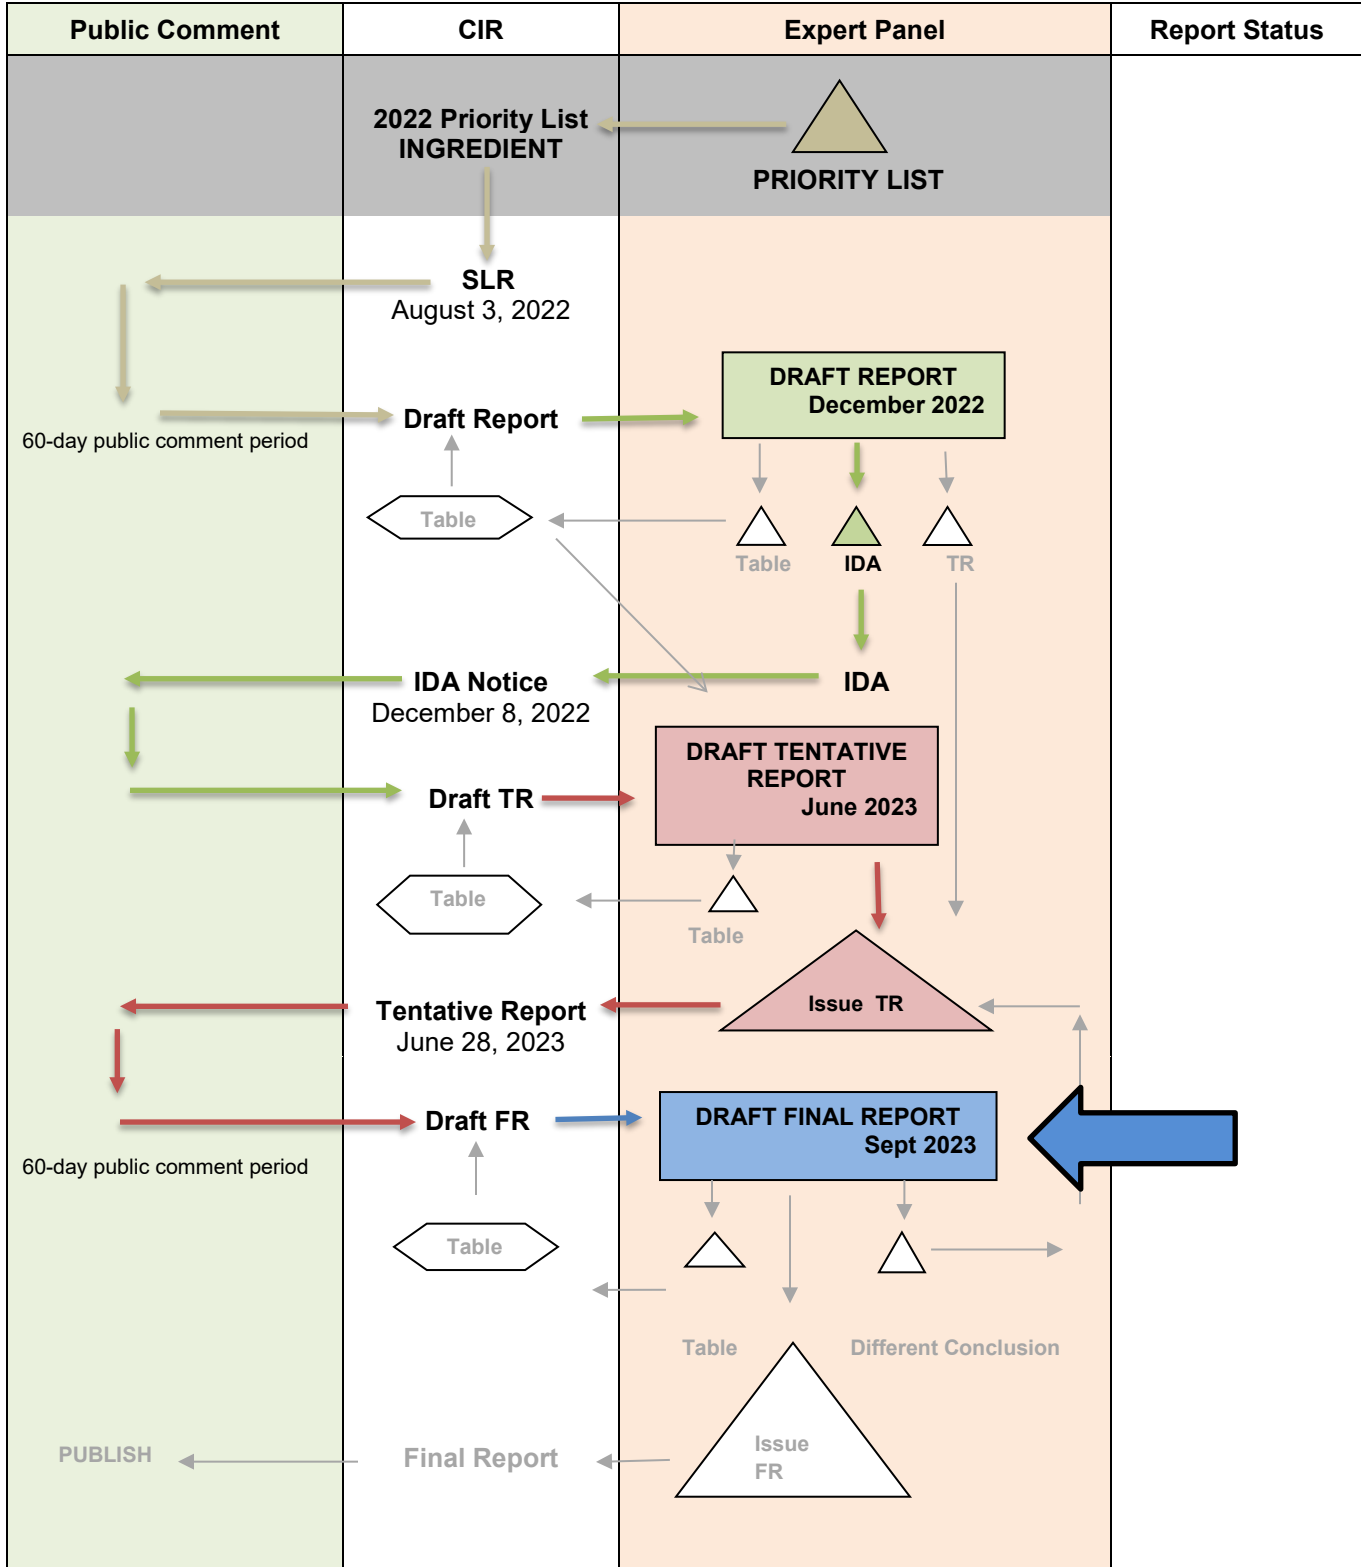 Public Comment
CIR
Expert Panel
Report Status
2022 Priority List
INGREDIENT
PRIORITY LIST
SLR
August 3, 2022
60-day public comment period
Draft Report
DRAFT REPORT
December 2022
Table
Table
IDA
TR
IDA Notice
December 8, 2022
IDA
DRAFT TENTATIVE
REPORT
June 2023
Draft TR
Table
Table
Tentative Report
June 28, 2023
Issue TR
60-day public comment period
Draft FR
DRAFT FINAL REPORT
Sept 2023
Table
Table
Different Conclusion
PUBLISH
Final Report
Issue
FR